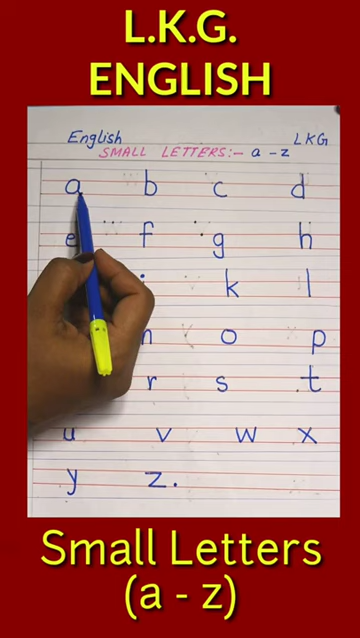 L.K.G.
ENGLISH
English LKG
SMALL LETTERS:- a - z
a b c d
e f g h
k l
n o p
r s t
u v w x
y z.
Small Letters
(a - z)